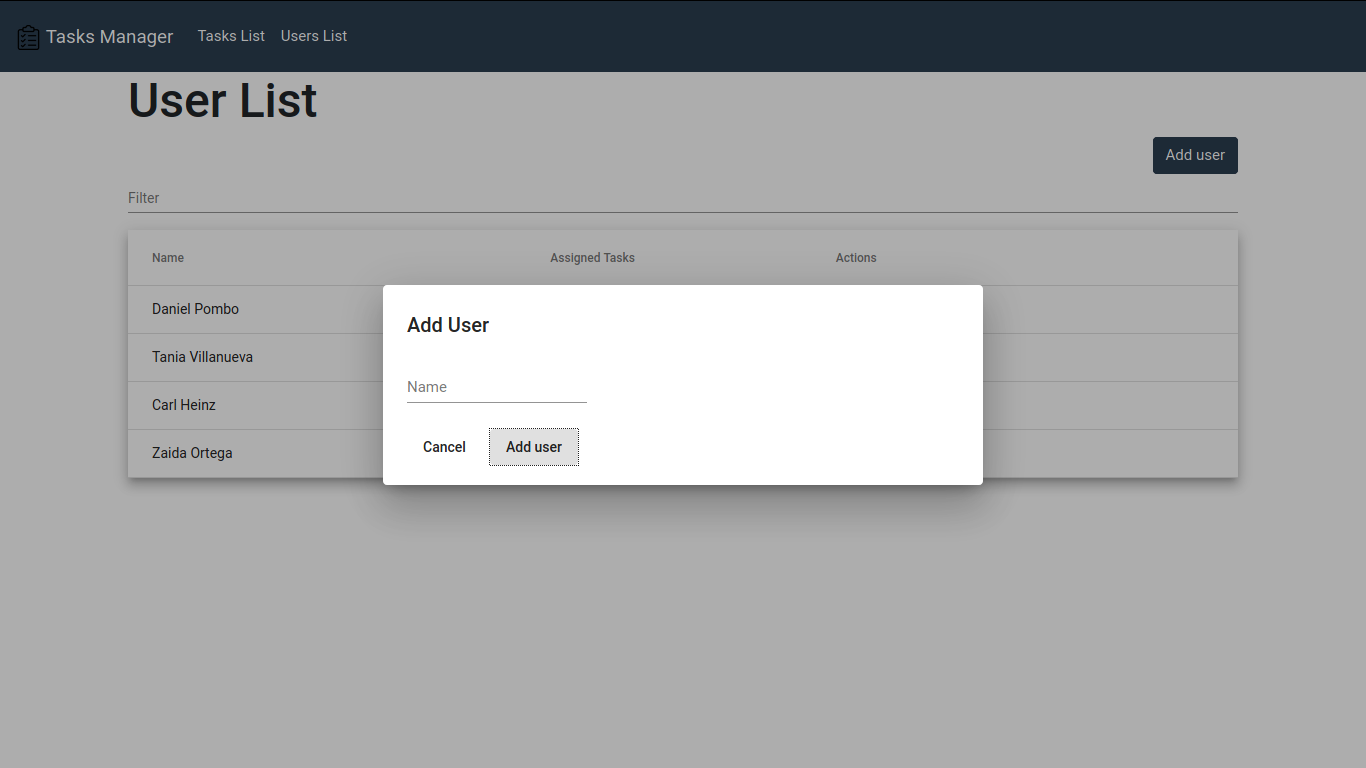 Tasks Manager Tasks List Users List
User List
Add user
Filter
Name Assigned Tasks Actions
Daniel Pombo
Tania Villanueva
Carl Heinz
Zaida Ortega
Add User
Name
Cancel Add user